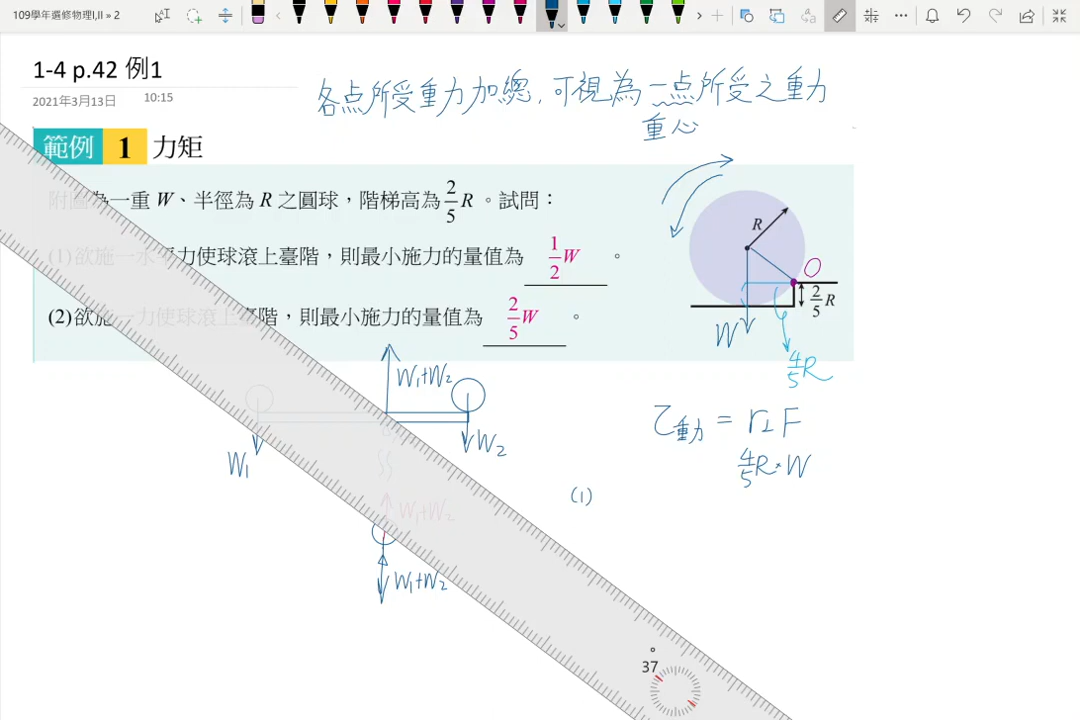 109學年選修物理I,II » 2
1-4 p.42 例1
2021年3月13日 10:15
各点所受重力加總,可視為一点所受之重力
重心
範例 1 力矩
附圖為一重 W、半徑為 R 之圓球,階梯高為 2/5 R。試問:
(1)欲施一水平力使球滾上臺階,則最小施力的量值為 1/2 W 。
(2)欲施一力使球滾上臺階,則最小施力的量值為 2/5 W 。
R
O
2/5 R
W
4/5 R
W₁+W₂
W₁
W₂
τ重力 = r⊥F
4/5 R × W
(1)
W₁+W₂
W₁+W₂
37°